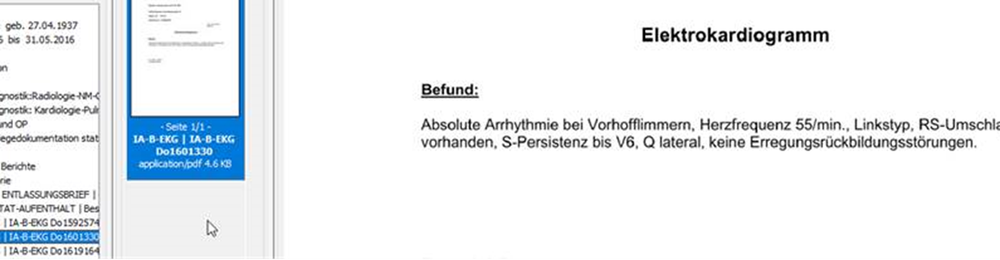 geb. 27.04.1937
bis 31.05.2016
gnostik:Radiologie-NM-
gnostik: Kardiologie-Pul
und OP
egedokumentation stat
Berichte
rie
ENTLASSUNGSBRIEF |
TAT-AUFENTHALT | Bes
| IA-B-EKG Do1592574
| IA-B-EKG Do1601330
| IA-B-EKG Do1619164
- Seite 1/1 -
IA-B-EKG | IA-B-EKG
Do1601330
application/pdf 4.6 KB
Elektrokardiogramm
Befund:
Absolute Arrhythmie bei Vorhofflimmern, Herzfrequenz 55/min., Linkstyp, RS-Umschla
vorhanden, S-Persistenz bis V6, Q lateral, keine Erregungsrückbildungsstörungen.